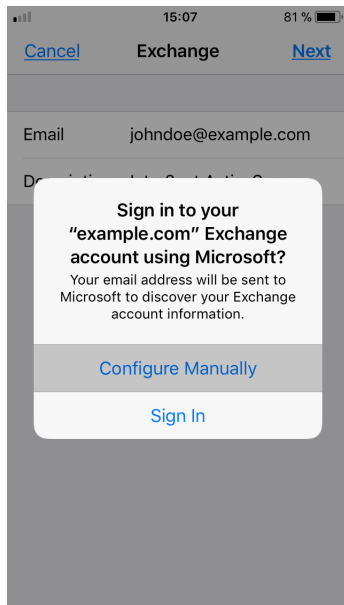 15:07 81 %
Cancel Exchange Next
Email johndoe@example.com
Sign in to your
“example.com” Exchange
account using Microsoft?
Your email address will be sent to
Microsoft to discover your Exchange
account information.
Configure Manually
Sign In